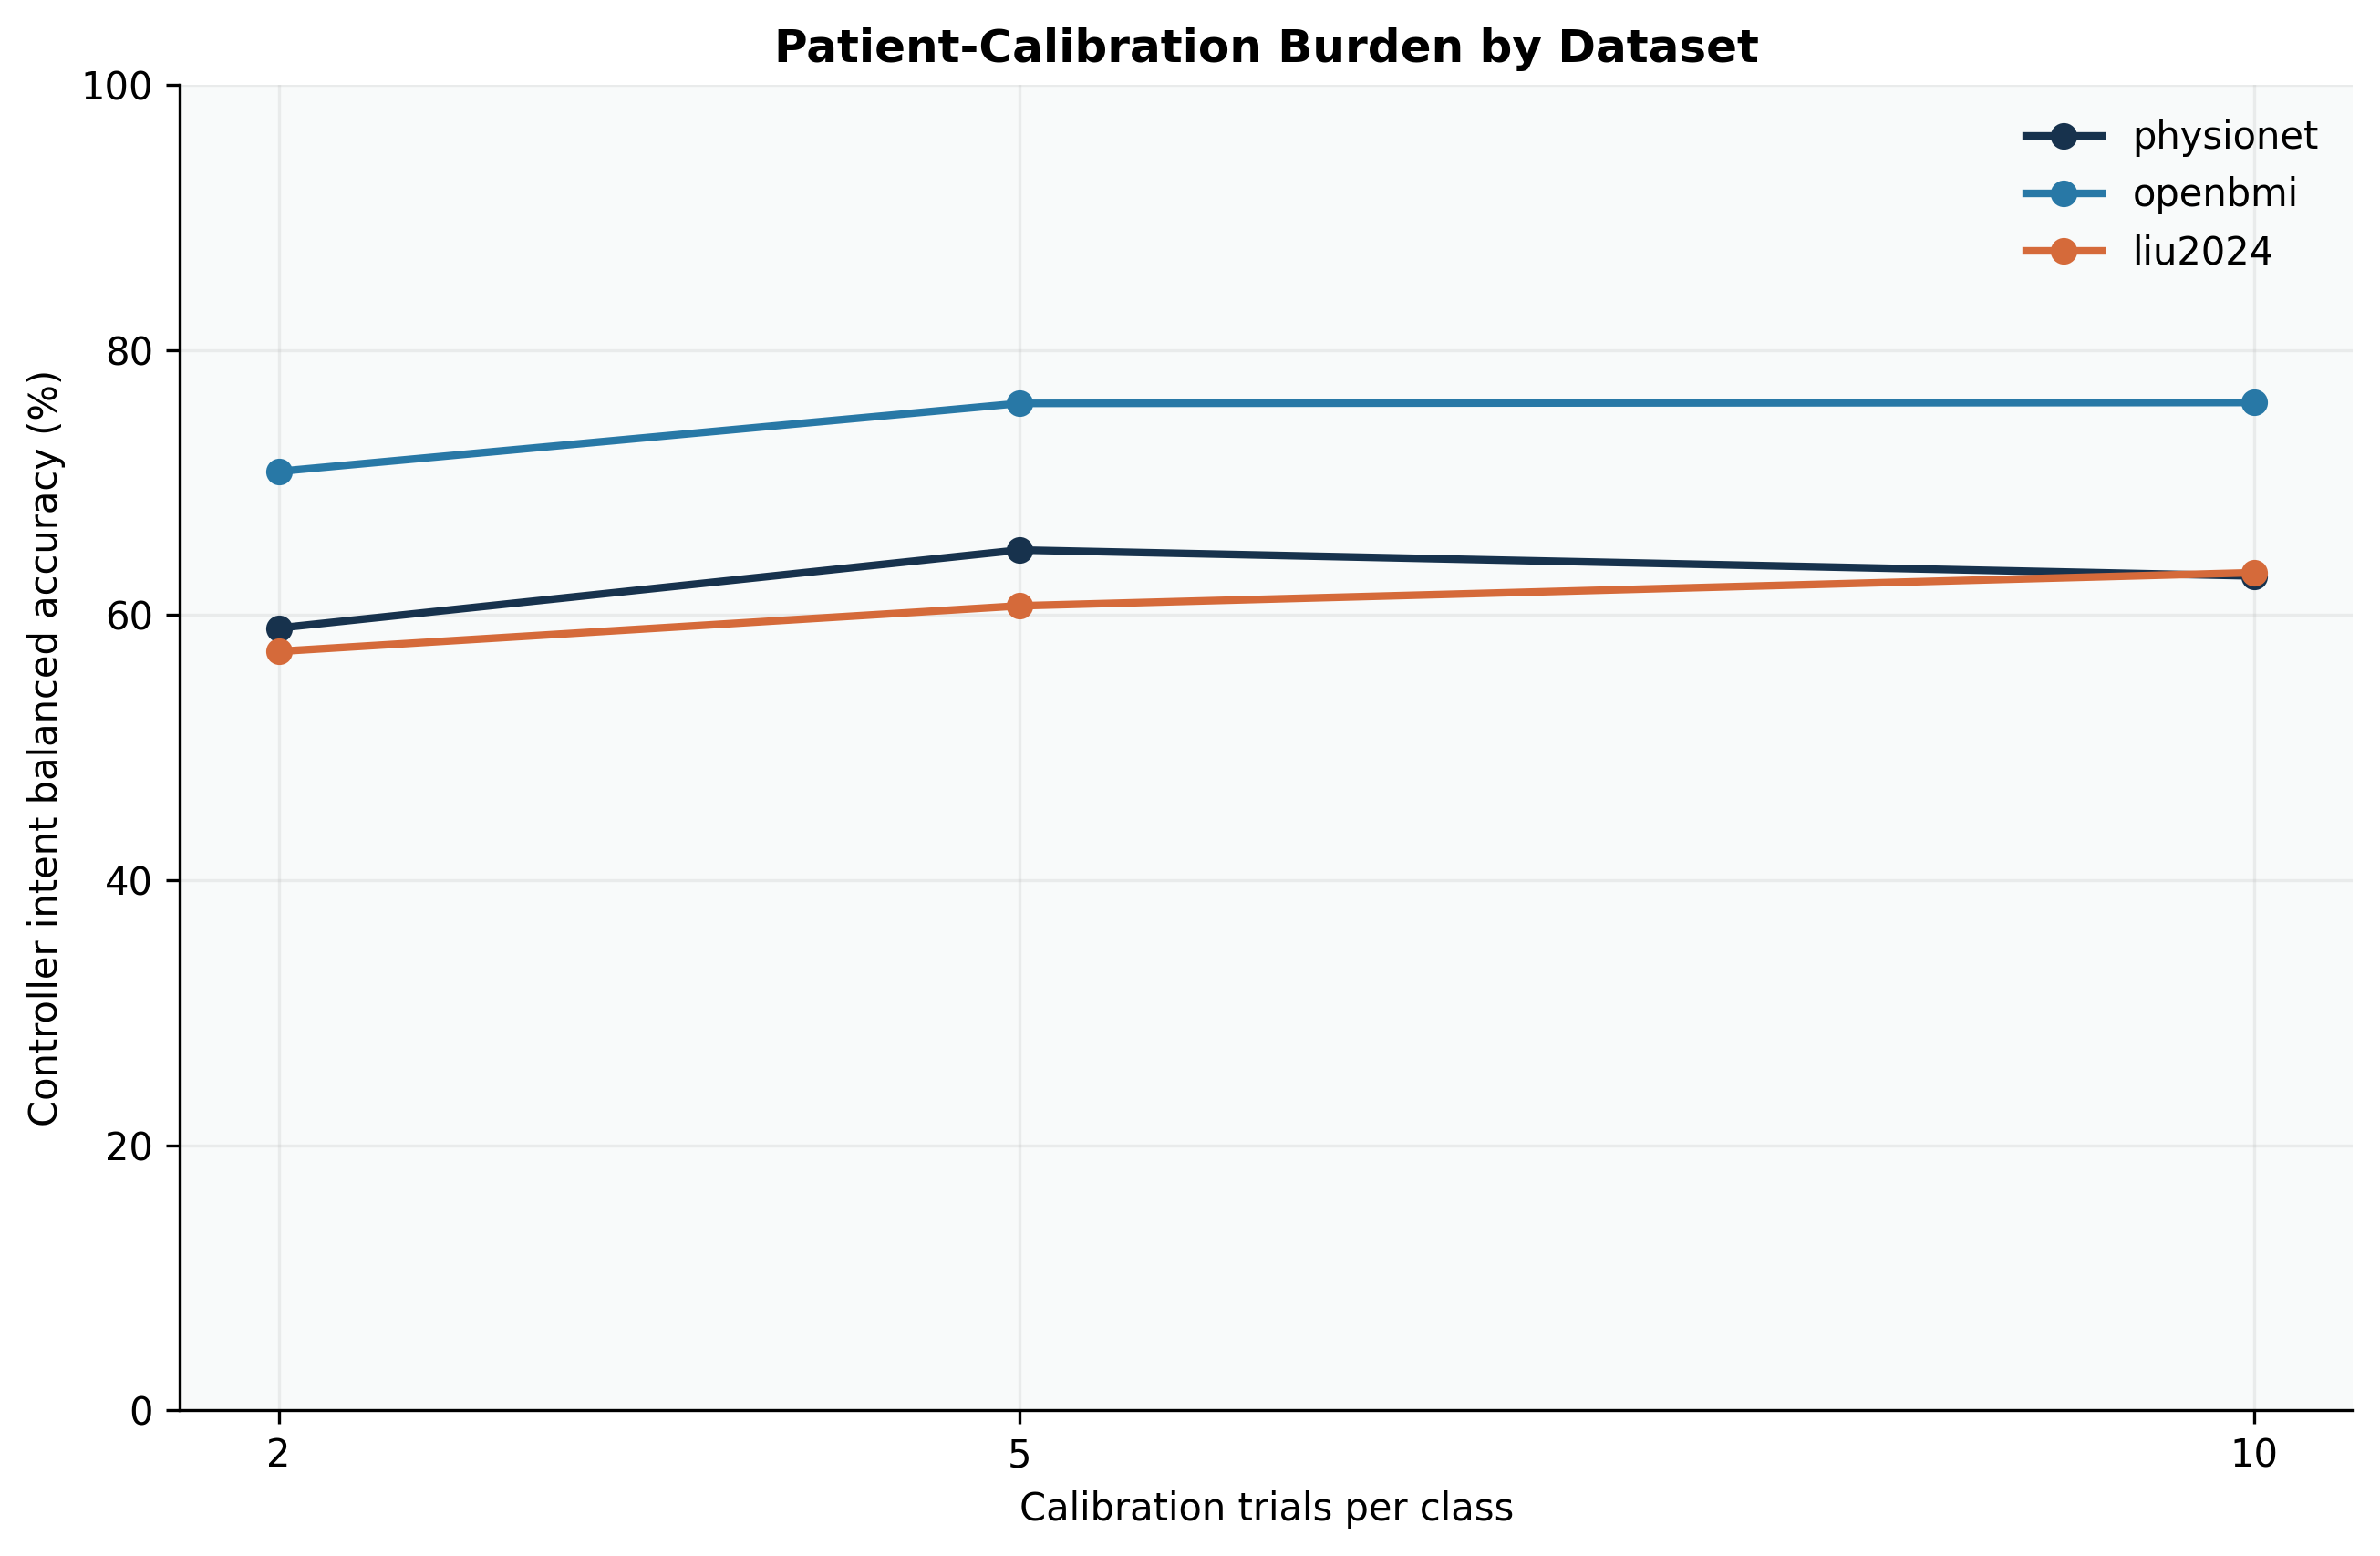 Patient-Calibration Burden by Dataset
physionet
openbmi
liu2024
Controller intent balanced accuracy (%)
100
80
60
40
20
0
2
5
10
Calibration trials per class